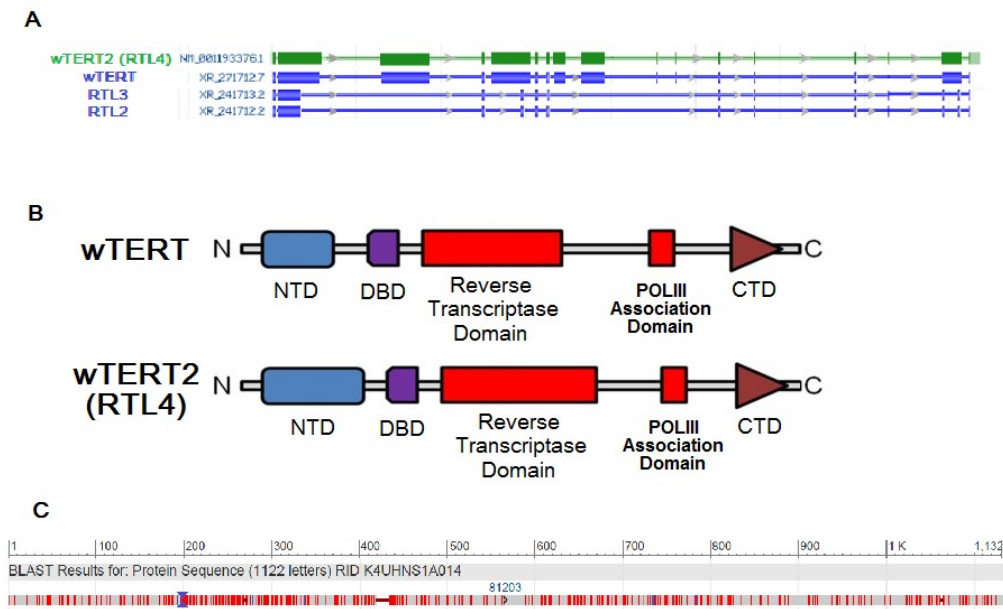 A
wTERT2 (RTL4) NM_001193376.1
wTERT XR_271712.7
RTL3 XR_241713.2
RTL2 XR_241712.2
B
wTERT N C
NTD DBD Reverse Transcriptase Domain POLIII Association Domain CTD
wTERT2 (RTL4) N C
NTD DBD Reverse Transcriptase Domain POLIII Association Domain CTD
C
1 100 200 300 400 500 600 700 800 900 1 K 1,132
BLAST Results for: Protein Sequence (1122 letters) RID K4UHNS1A014
81203